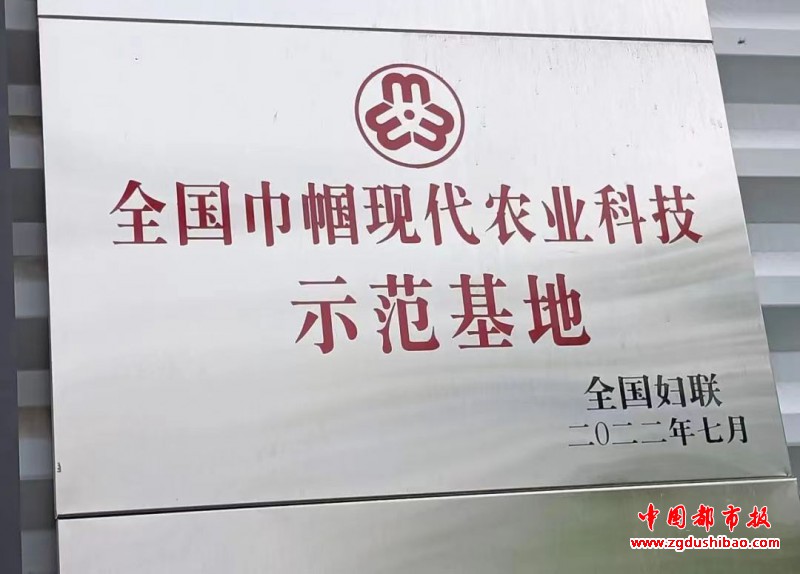 全国巾帼现代农业科技
示范基地
全国妇联
二〇二二年七月
中国都市报
www.zgdushibao.com